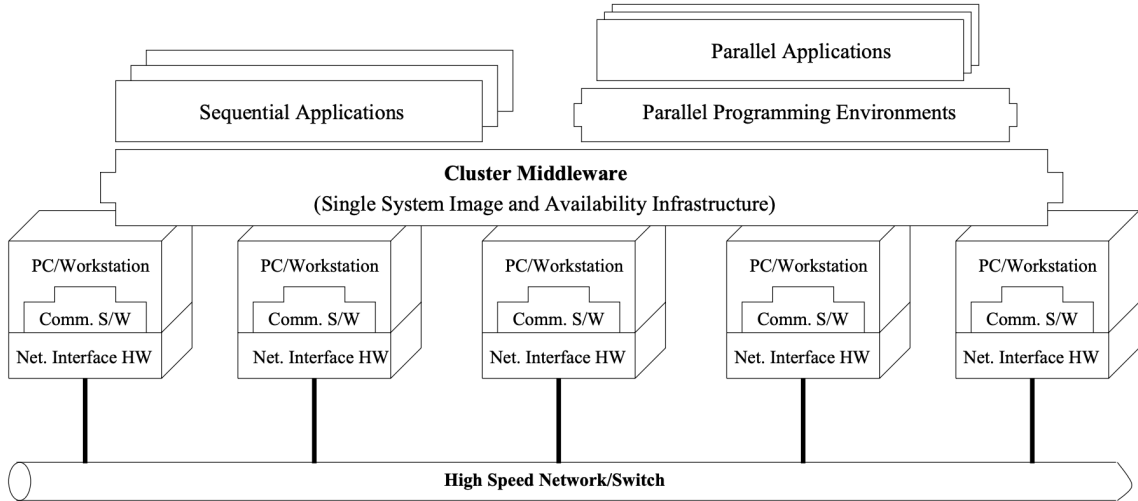 Parallel Applications
Sequential Applications
Parallel Programming Environments
Cluster Middleware
(Single System Image and Availability Infrastructure)
PC/Workstation
Comm. S/W
Net. Interface HW
PC/Workstation
Comm. S/W
Net. Interface HW
PC/Workstation
Comm. S/W
Net. Interface HW
PC/Workstation
Comm. S/W
Net. Interface HW
PC/Workstation
Comm. S/W
Net. Interface HW
High Speed Network/Switch